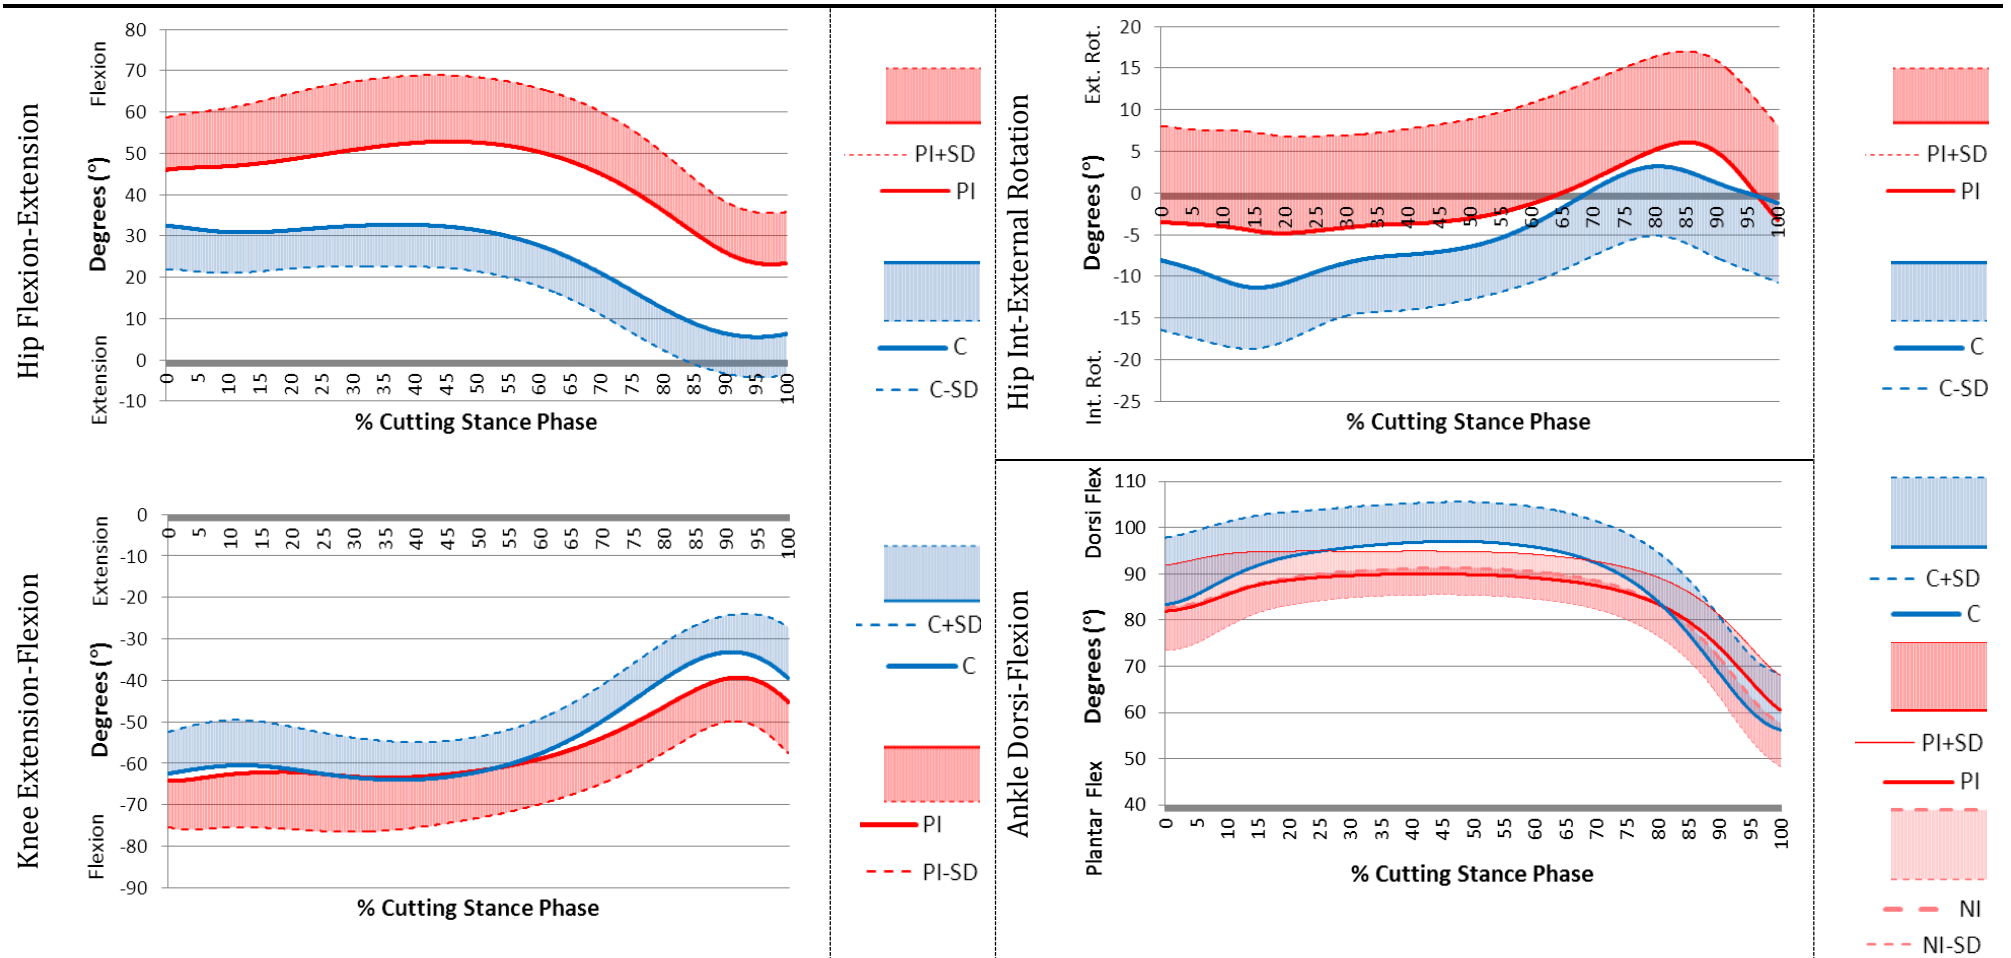 Hip Flexion-Extension
Extension
Flexion
Degrees (°)
80
70
60
50
40
30
20
10
0
-10
0 5 10 15 20 25 30 35 40 45 50 55 60 65 70 75 80 85 90 95 100
% Cutting Stance Phase
PI+SD
PI
C
C-SD
Hip Int-External Rotation
Int. Rot.
Ext. Rot.
Degrees (°)
20
15
10
5
0
-5
-10
-15
-20
-25
0 5 10 15 20 25 30 35 40 45 50 55 60 65 70 75 80 85 90 95 100
% Cutting Stance Phase
PI+SD
PI
C
C-SD
Knee Extension-Flexion
Flexion
Extension
Degrees (°)
0
-10
-20
-30
-40
-50
-60
-70
-80
-90
0 5 10 15 20 25 30 35 40 45 50 55 60 65 70 75 80 85 90 95 100
% Cutting Stance Phase
C+SD
C
PI
PI-SD
Ankle Dorsi-Flexion
Plantar Flex
Dorsi Flex
Degrees (°)
110
100
90
80
70
60
50
40
0 5 10 15 20 25 30 35 40 45 50 55 60 65 70 75 80 85 90 95 100
% Cutting Stance Phase
C+SD
C
PI+SD
PI
NI
NI-SD